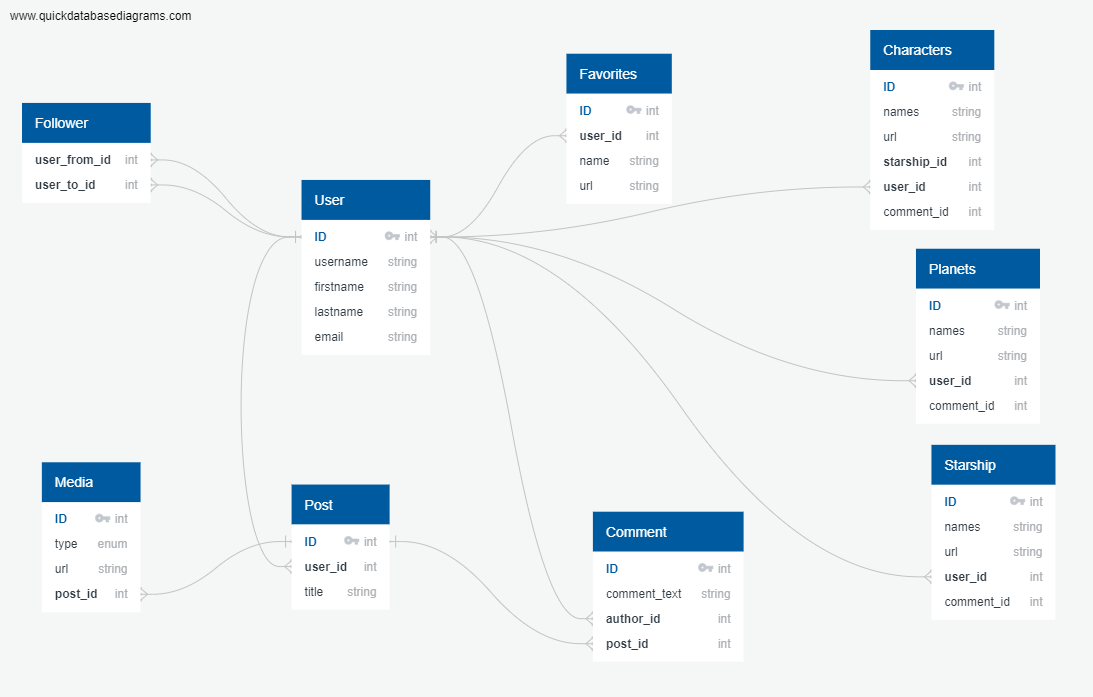 www.quickdatabasediagrams.com
Follower
user_from_id int
user_to_id int
User
ID int
username string
firstname string
lastname string
email string
Favorites
ID int
user_id int
name string
url string
Characters
ID int
names string
url string
starship_id int
user_id int
comment_id int
Planets
ID int
names string
url string
user_id int
comment_id int
Media
ID int
type enum
url string
post_id int
Post
ID int
user_id int
title string
Comment
ID int
comment_text string
author_id int
post_id int
Starship
ID int
names string
url string
user_id int
comment_id int